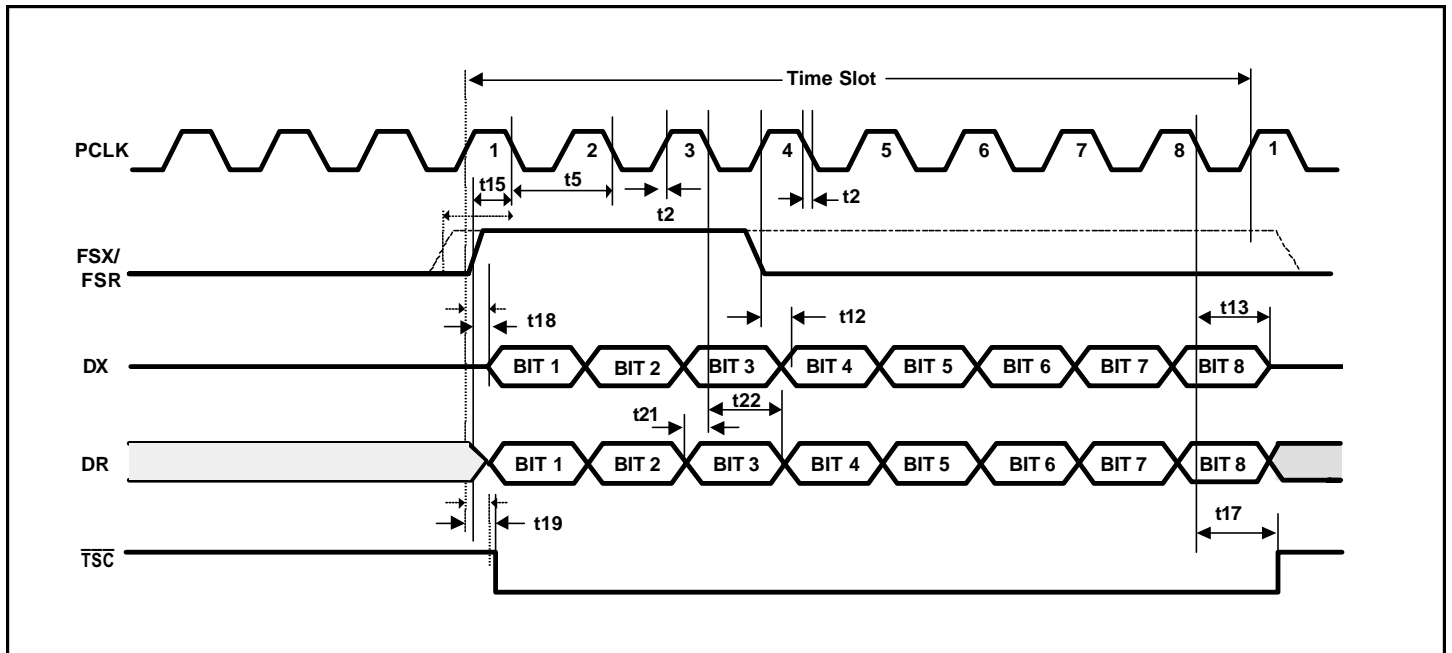 Time Slot
PCLK 1 2 3 4 5 6 7 8 1
t15 t5 t2 t2
FSX/
FSR
t18 t12 t13
DX BIT 1 BIT 2 BIT 3 BIT 4 BIT 5 BIT 6 BIT 7 BIT 8
t21 t22
DR BIT 1 BIT 2 BIT 3 BIT 4 BIT 5 BIT 6 BIT 7 BIT 8
t19 t17
TSC